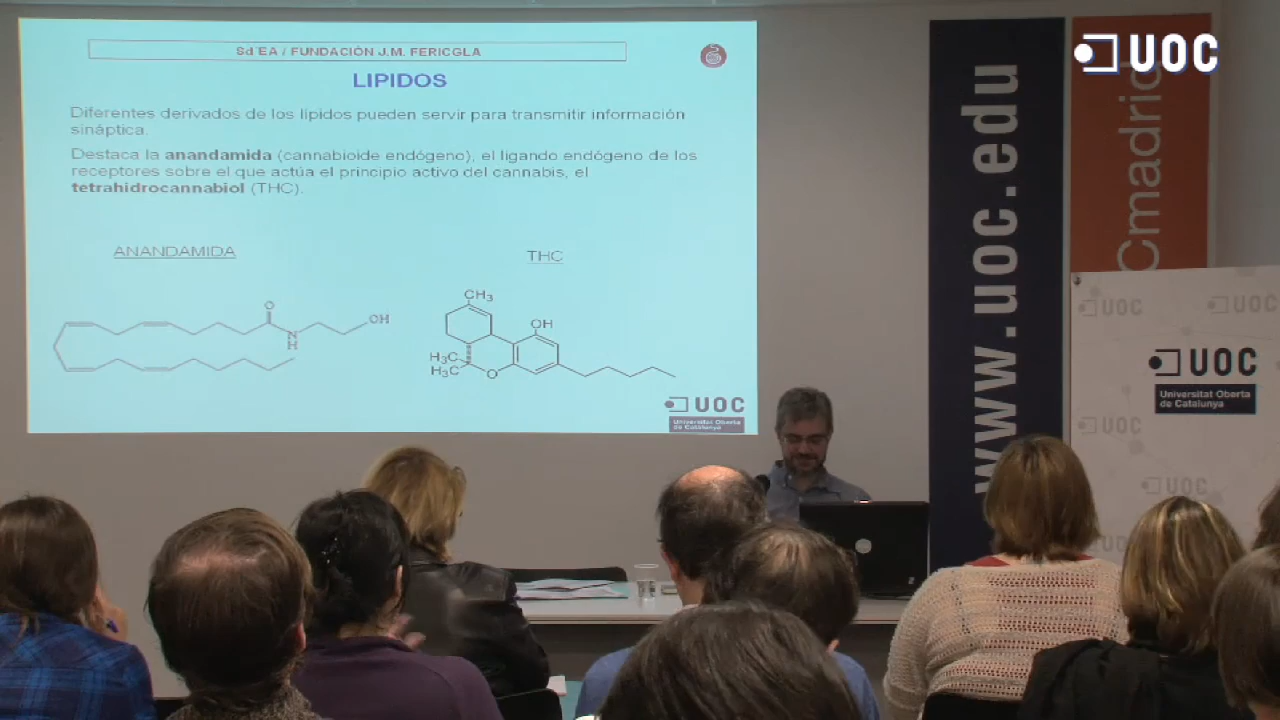 Sd´EA / FUNDACIÓN J.M. FERICGLA
LIPIDOS
Diferentes derivados de los lípidos pueden servir para transmitir información
sináptica.
Destaca la anandamida (cannabioide endógeno), el ligando endógeno de los
receptores sobre el que actúa el principio activo del cannabis, el
tetrahidrocannabiol (THC).
ANANDAMIDA
THC
O
N
H
OH
CH3
OH
H3C
H3C
O
UOC
Universitat Oberta
de Catalunya
www.uoc.edu
Cmadrid
UOC
UOC
UOC
UOC
Universitat Oberta
de Catalunya
UOC
UOC
UOC